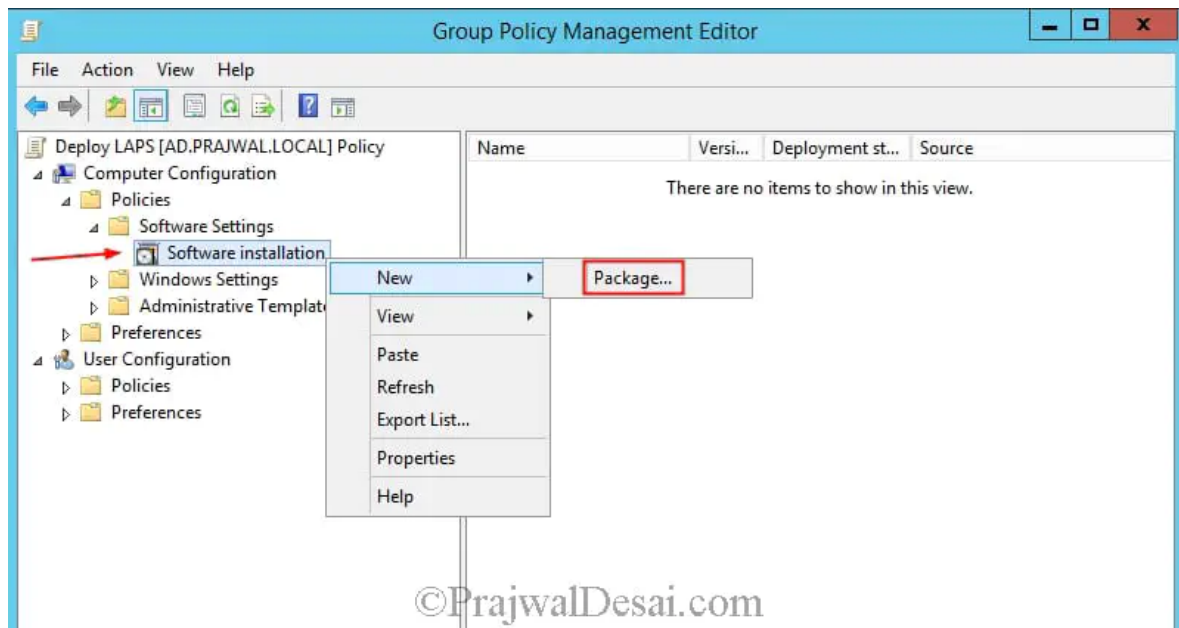 Group Policy Management Editor
File Action View Help
Deploy LAPS [AD.PRAJWAL.LOCAL] Policy
Computer Configuration
Policies
Software Settings
Software installation
Windows Settings
Administrative Template
Preferences
User Configuration
Policies
Preferences
Name Versi... Deployment st... Source
There are no items to show in this view.
New
Package...
View
Paste
Refresh
Export List...
Properties
Help
©PrajwalDesai.com